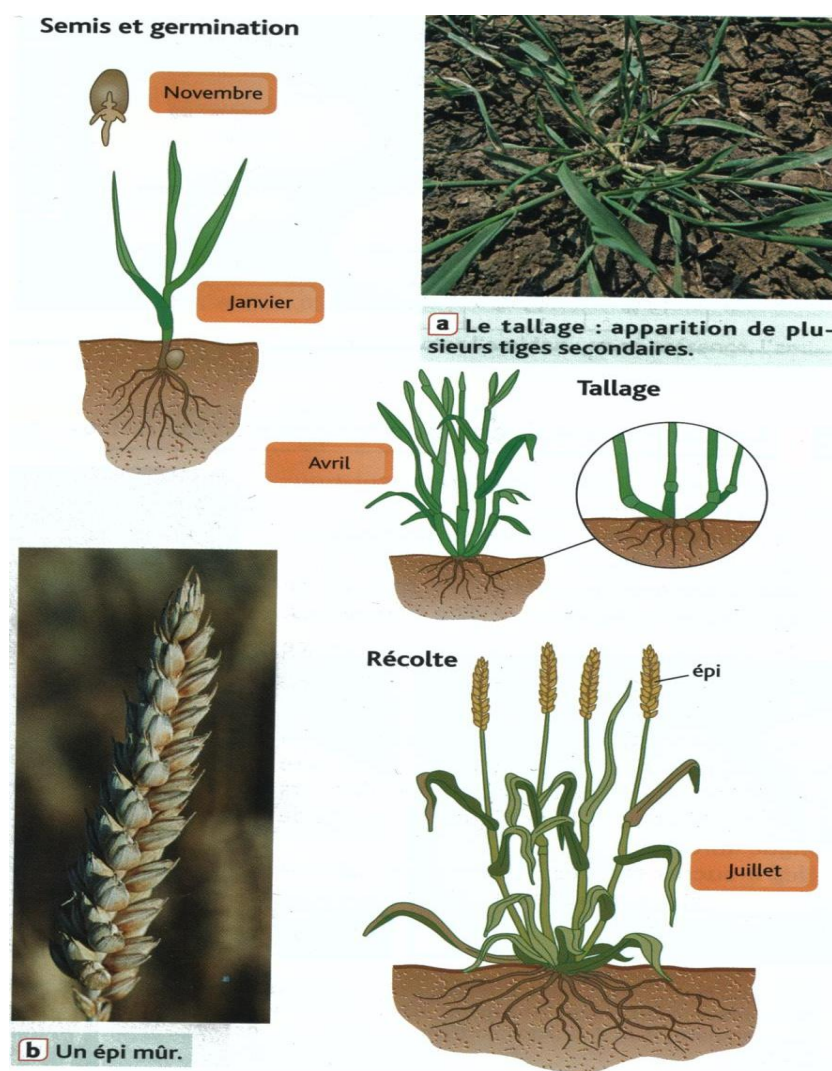 Semis et germination
Novembre
Janvier
a Le tallage : apparition de plu-
sieurs tiges secondaires.
Tallage
Avril
Récolte
épi
Juillet
b Un épi mûr.